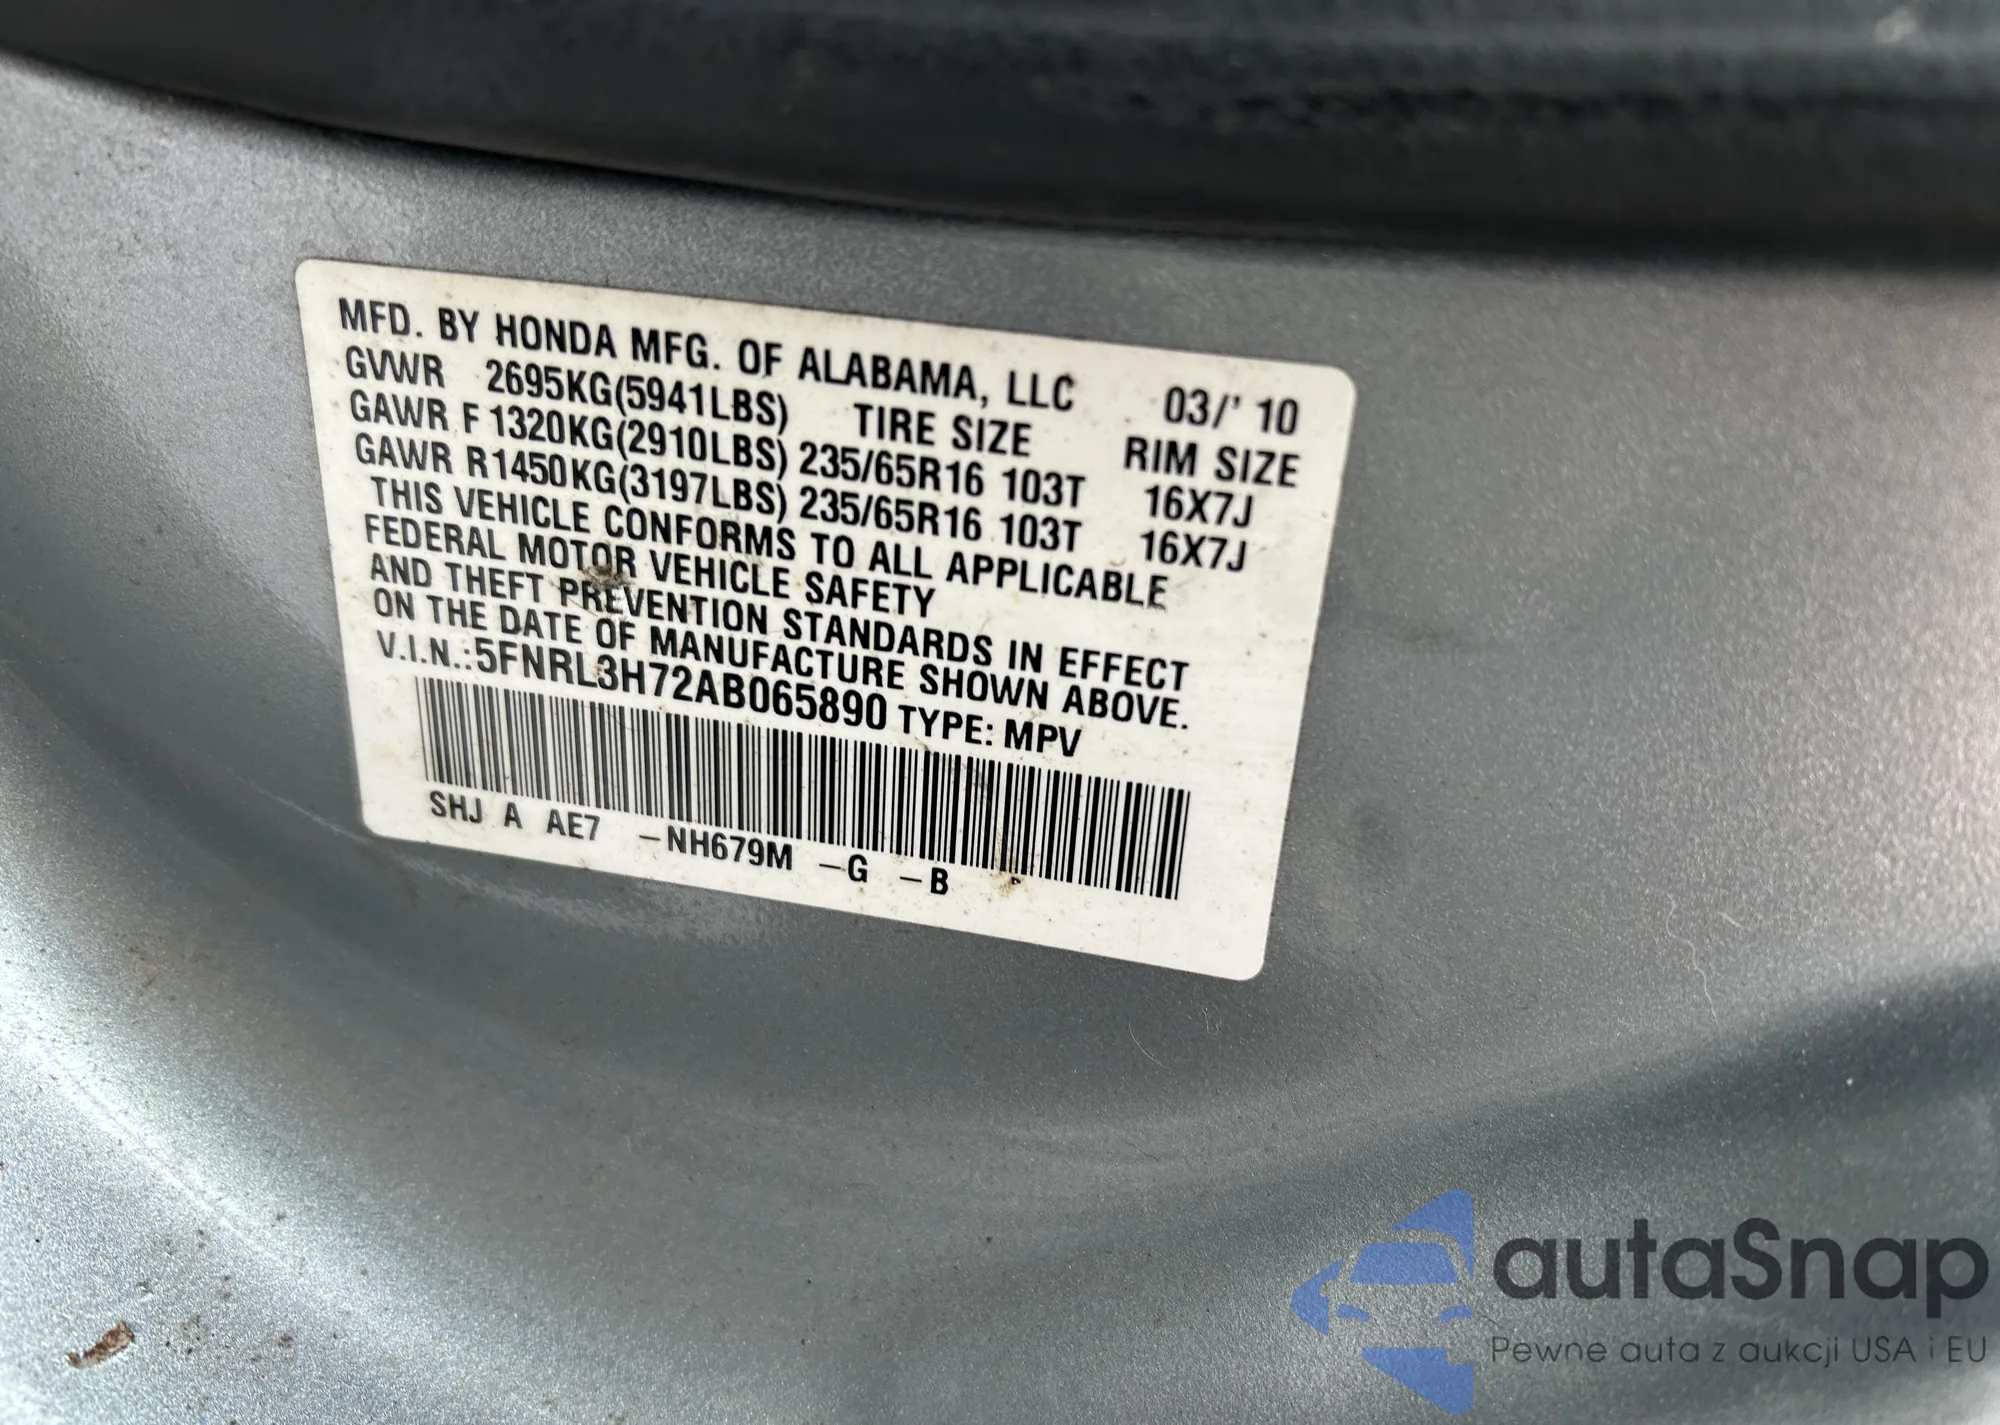 MFD. BY HONDA MFG. OF ALABAMA, LLC 03/' 10
GVWR 2695KG(5941LBS) TIRE SIZE RIM SIZE
GAWR F 1320KG(2910LBS) 235/65R16 103T 16X7J
GAWR R1450KG(3197LBS) 235/65R16 103T 16X7J
THIS VEHICLE CONFORMS TO ALL APPLICABLE
FEDERAL MOTOR VEHICLE SAFETY
AND THEFT PREVENTION STANDARDS IN EFFECT
ON THE DATE OF MANUFACTURE SHOWN ABOVE.
V.I.N.:5FNRL3H72AB065890 TYPE: MPV
SHJ A AE7 -NH679M -G -B
autaSnap
Pewne auta z aukcji USA i EU